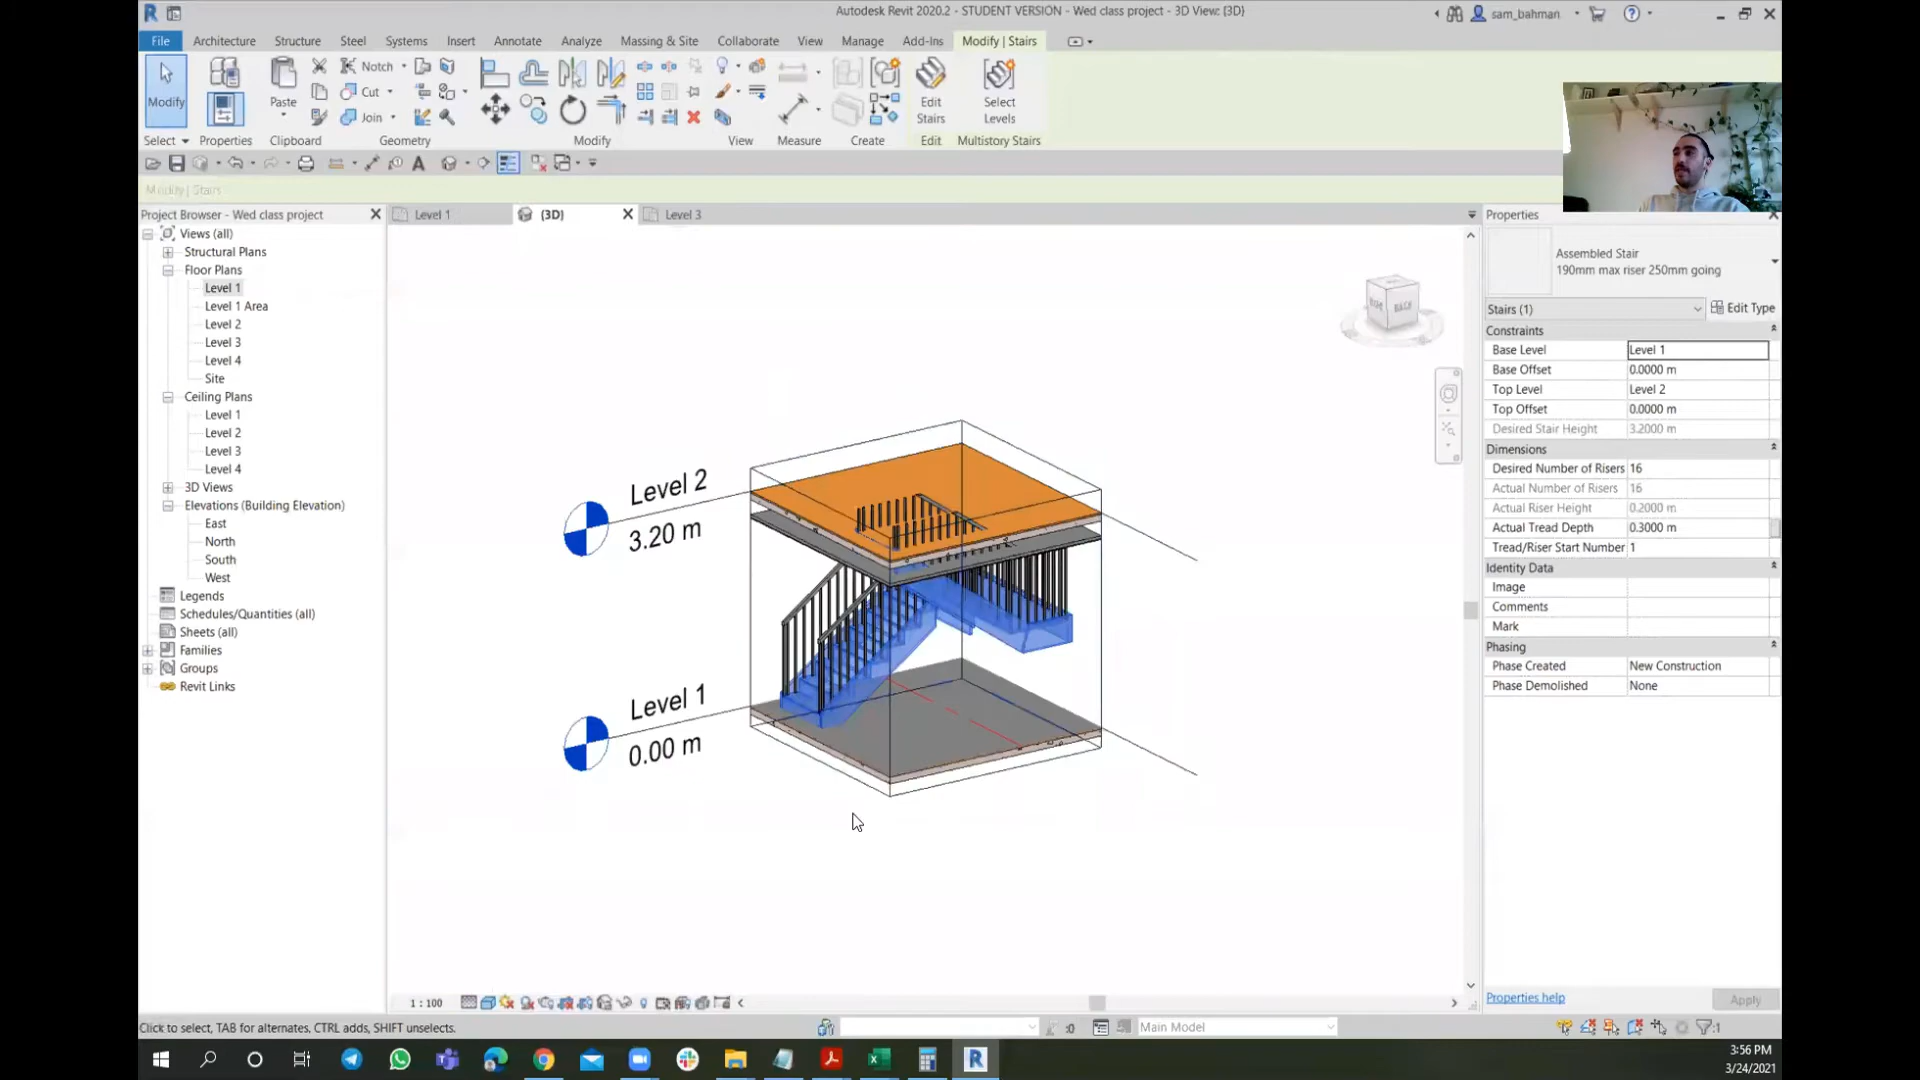 Autodesk Revit 2020.2 - STUDENT VERSION - Wed class project - 3D View: {3D}
sam_bahman
File Architecture Structure Steel Systems Insert Annotate Analyze Massing & Site Collaborate View Manage Add-Ins Modify | Stairs
Modify
Paste
Notch
Cut
Join
Edit Stairs
Select Levels
Select Properties Clipboard Geometry Modify View Measure Create Edit Multistory Stairs
Modify | Stairs
Project Browser - Wed class project
Level 1 {3D} Level 3
Views (all)
Structural Plans
Floor Plans
Level 1
Level 1 Area
Level 2
Level 3
Level 4
Site
Ceiling Plans
Level 1
Level 2
Level 3
Level 4
3D Views
Elevations (Building Elevation)
East
North
South
West
Legends
Schedules/Quantities (all)
Sheets (all)
Families
Groups
Revit Links
Level 2
3.20 m
Level 1
0.00 m
BACK
Properties
Assembled Stair
190mm max riser 250mm going
Stairs (1) Edit Type
Constraints
Base Level Level 1
Base Offset 0.0000 m
Top Level Level 2
Top Offset 0.0000 m
Desired Stair Height 3.2000 m
Dimensions
Desired Number of Risers 16
Actual Number of Risers 16
Actual Riser Height 0.2000 m
Actual Tread Depth 0.3000 m
Tread/Riser Start Number 1
Identity Data
Image
Comments
Mark
Phasing
Phase Created New Construction
Phase Demolished None
Properties help Apply
1 : 100
Click to select, TAB for alternates, CTRL adds, SHIFT unselects.
:0
Main Model
:1
3:56 PM
3/24/2021